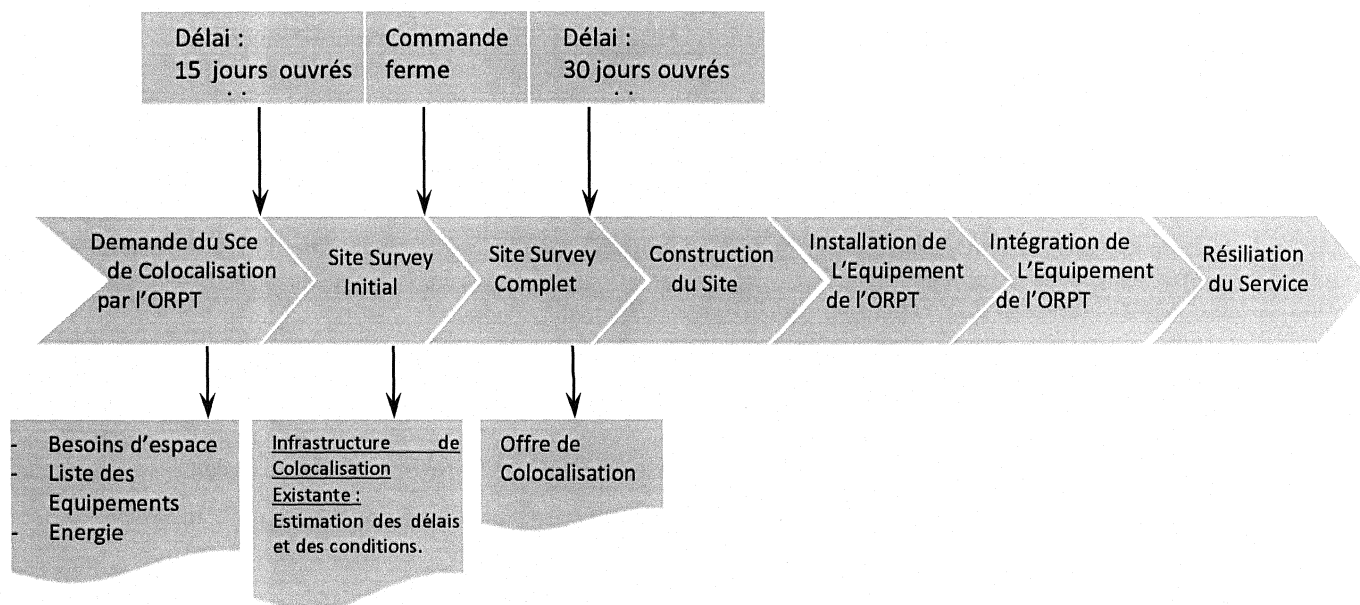 Délai :
15 jours ouvrés
Commande
ferme
Délai :
30 jours ouvrés
Demande du Sce
de Colocalisation
par l'ORPT
Site Survey
Initial
Site Survey
Complet
Construction
du Site
Installation de
L'Equipement
de l'ORPT
Intégration de
L'Equipement
de l'ORPT
Résiliation
du Service
- Besoins d'espace
- Liste des
Equipements
- Energie
Infrastructure de
Colocalisation
Existante :
Estimation des délais
et des conditions.
Offre de
Colocalisation